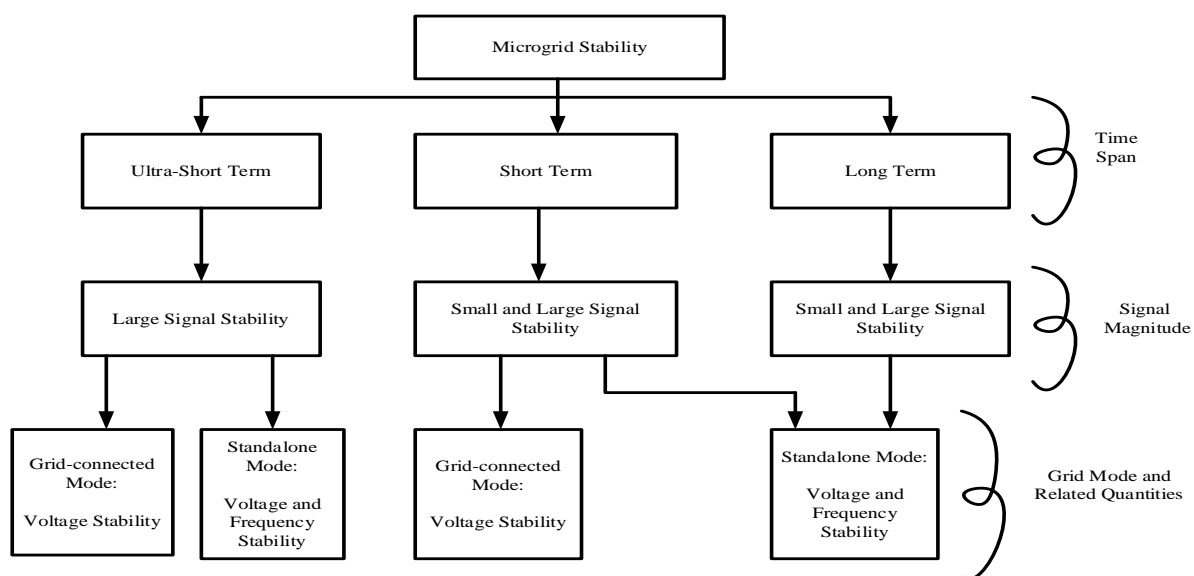 Microgrid Stability
Ultra-Short Term
Short Term
Long Term
Time
Span
Large Signal Stability
Small and Large Signal
Stability
Small and Large Signal
Stability
Signal
Magnitude
Grid-connected
Mode:
Voltage Stability
Standalone
Mode:
Voltage and
Frequency
Stability
Grid-connected
Mode:
Voltage Stability
Standalone Mode:
Voltage and
Frequency
Stability
Grid Mode and
Related Quantities